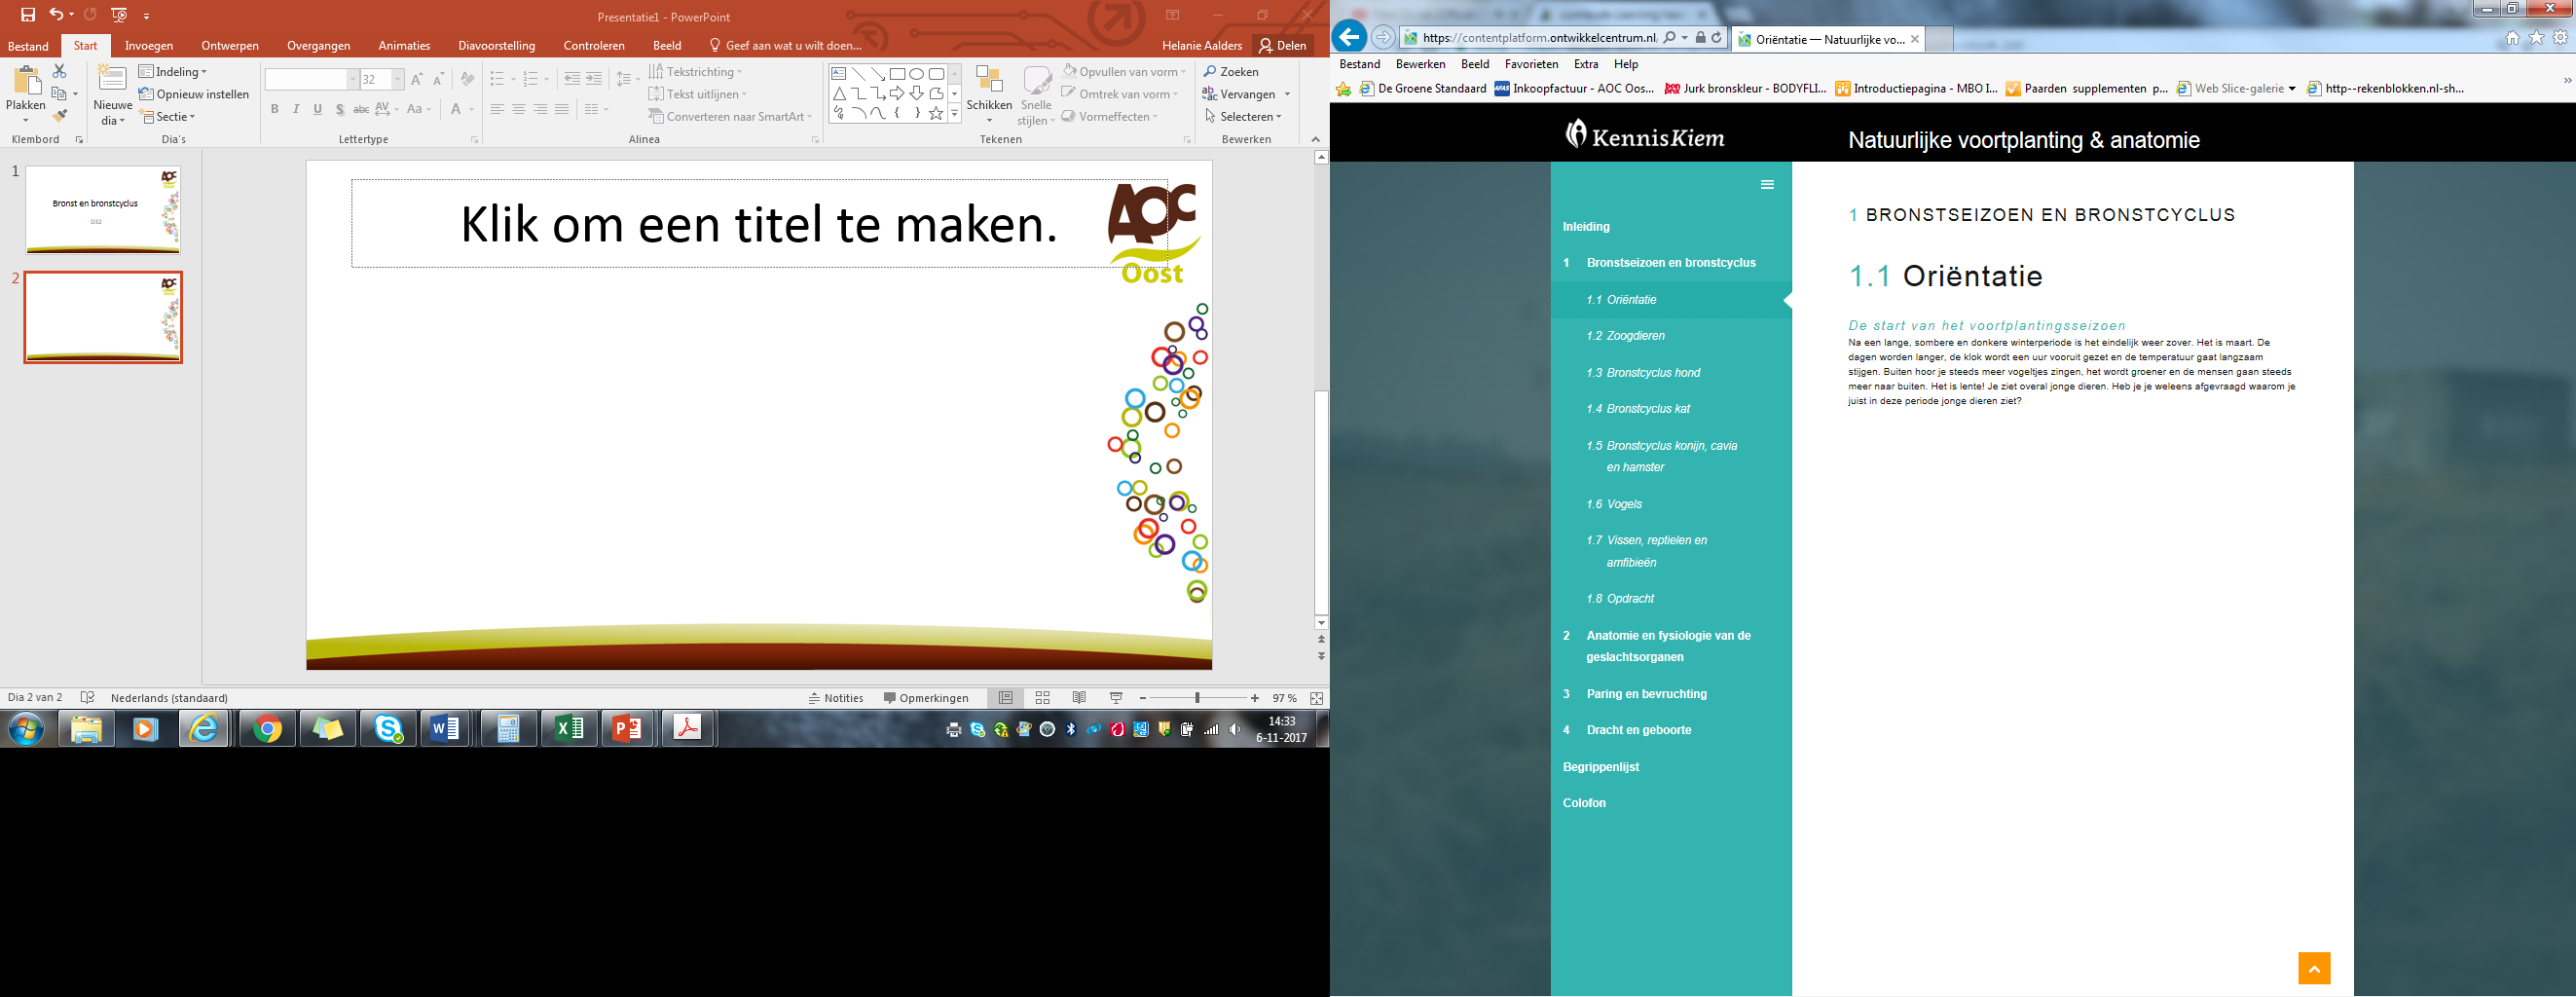 Presentatie1 - PowerPoint
Bestand
Start
Invoegen
Ontwerpen
Overgangen
Animaties
Diavoorstelling
Controleren
Beeld
Geef aan wat u wilt doen...
Helanie Aalders
Delen
Plakken
Klembord
Nieuwe
dia
Indeling
Opnieuw instellen
Sectie
Dia's
32
B I U S abc AV Aa A
Lettertype
Tekstrichting
Tekst uitlijnen
Converteren naar SmartArt
Alinea
Schikken
Snelle
stijlen
Opvullen van vorm
Omtrek van vorm
Vormeffecten
Tekenen
Zoeken
Vervangen
Selecteren
Bewerken
1
Bronst en bronstcyclus
D32
AOC
Oost
2
AOC
Oost
Klik om een titel te maken.
AOC
Oost
Dia 2 van 2
Nederlands (standaard)
Notities
Opmerkingen
97 %
14:33
6-11-2017
https://contentplatform.ontwikkelcentrum.nl/
Oriëntatie — Natuurlijke vo...
Bestand
Bewerken
Beeld
Favorieten
Extra
Help
De Groene Standaard
Inkoopfactuur - AOC Oos...
Jurk bronskleur - BODYFLI...
Introductiepagina - MBO I...
Paarden supplementen p...
Web Slice-galerie
http--rekenblokken.nl-sh...
KennisKiem
Natuurlijke voortplanting & anatomie
Inleiding
1 Bronstseizoen en bronstcyclus
1.1 Oriëntatie
1.2 Zoogdieren
1.3 Bronstcyclus hond
1.4 Bronstcyclus kat
1.5 Bronstcyclus konijn, cavia
en hamster
1.6 Vogels
1.7 Vissen, reptielen en
amfibieën
1.8 Opdracht
2 Anatomie en fysiologie van de
geslachtsorganen
3 Paring en bevruchting
4 Dracht en geboorte
Begrippenlijst
Colofon
1 BRONSTSEIZOEN EN BRONSTCYCLUS
1.1 Oriëntatie
De start van het voortplantingsseizoen
Na een lange, sombere en donkere winterperiode is het eindelijk weer zover. Het is maart. De
dagen worden langer, de klok wordt een uur vooruit gezet en de temperatuur gaat langzaam
stijgen. Buiten hoor je steeds meer vogeltjes zingen, het wordt groener en de mensen gaan steeds
meer naar buiten. Het is lente! Je ziet overal jonge dieren. Heb je je weleens afgevraagd waarom je
juist in deze periode jonge dieren ziet?